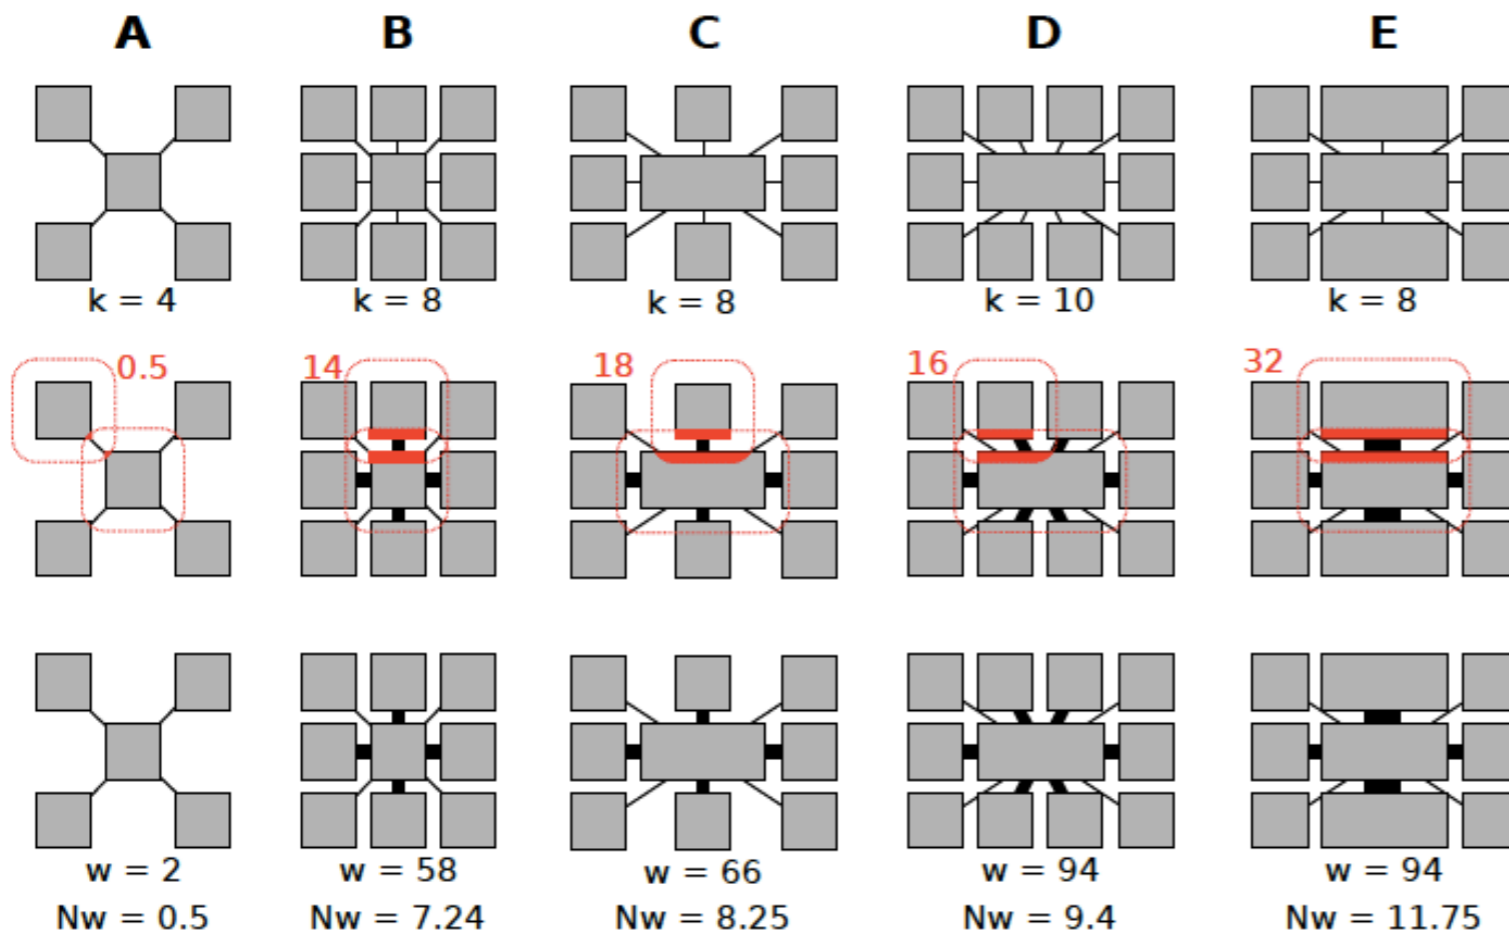 A B C D E
k = 4 k = 8 k = 8 k = 10 k = 8
0.5 14 18 16 32
w = 2 w = 58 w = 66 w = 94 w = 94
Nw = 0.5 Nw = 7.24 Nw = 8.25 Nw = 9.4 Nw = 11.75